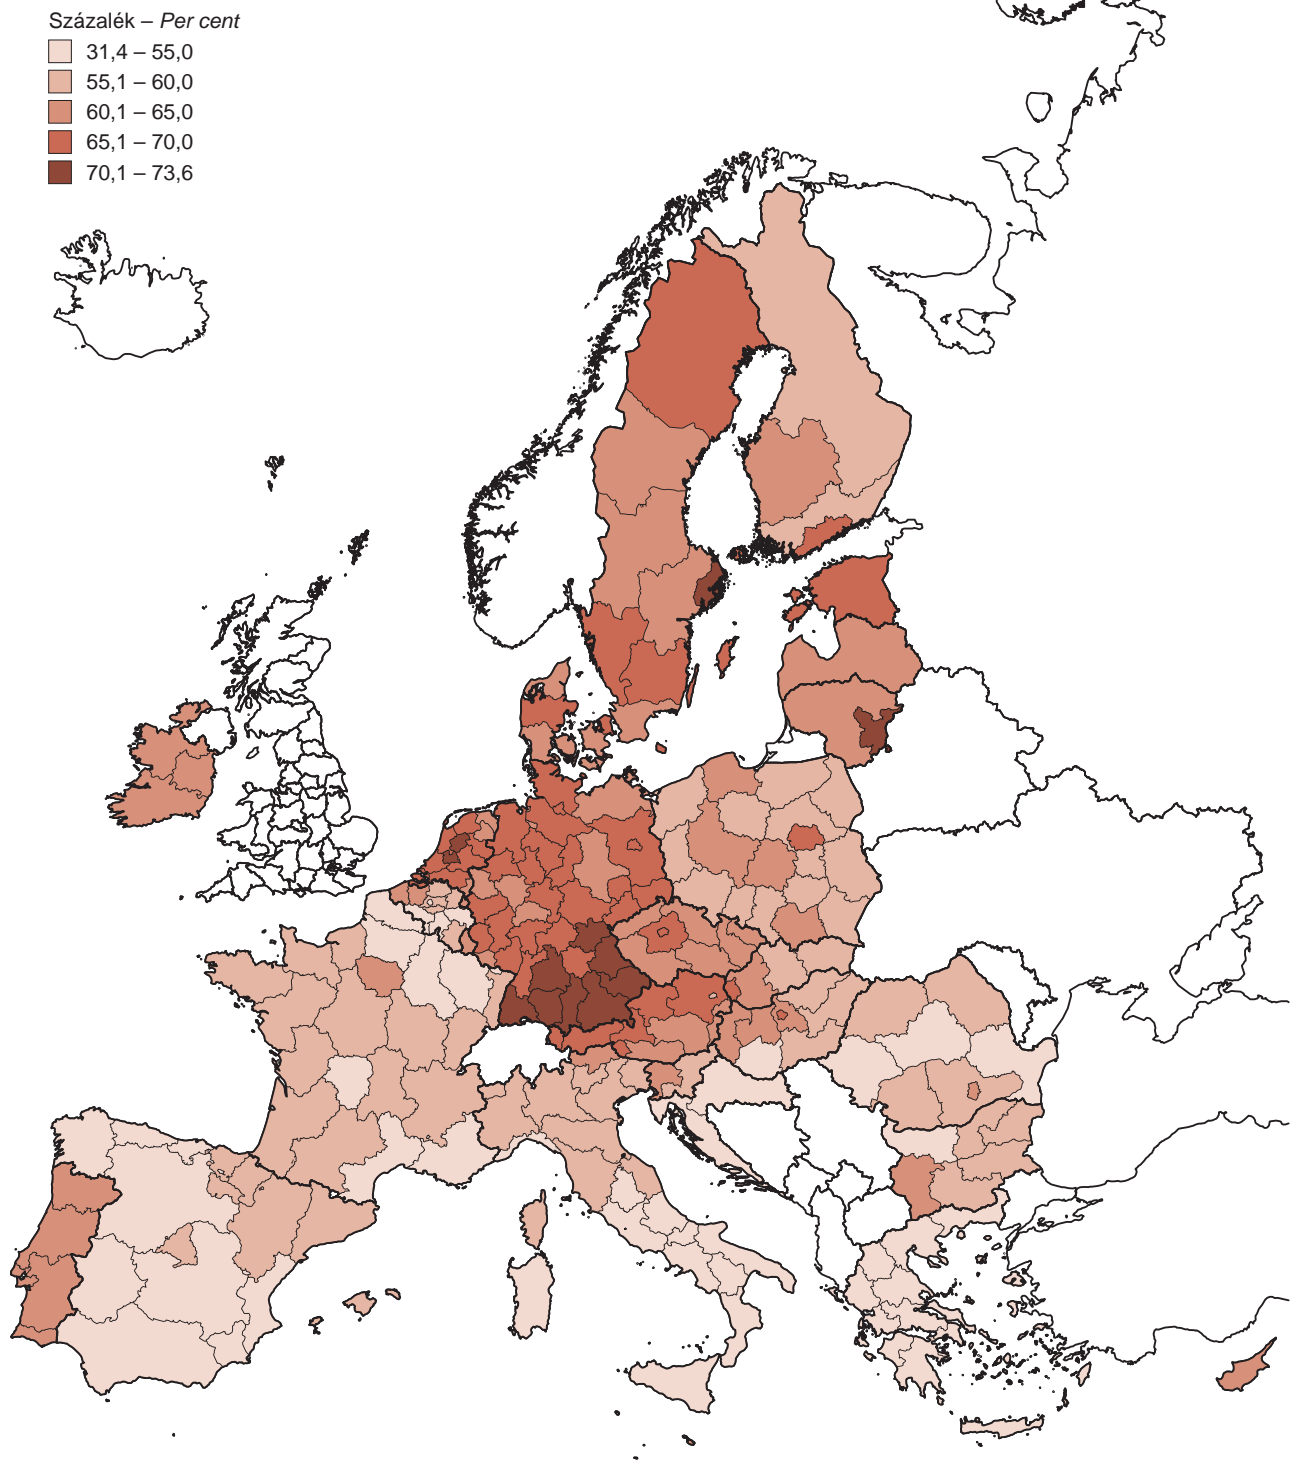 Százalék – Per cent
31,4 – 55,0
55,1 – 60,0
60,1 – 65,0
65,1 – 70,0
70,1 – 73,6